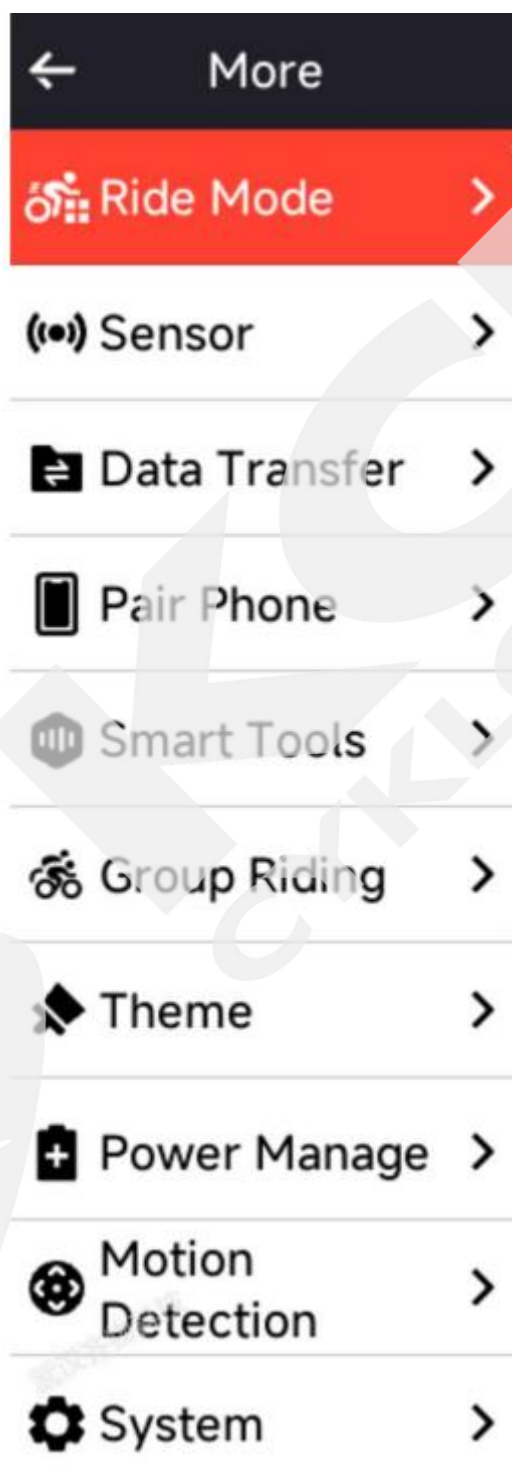 More
Ride Mode
Sensor
Data Transfer
Pair Phone
Smart Tools
Group Riding
Theme
Power Manage
Motion
Detection
System